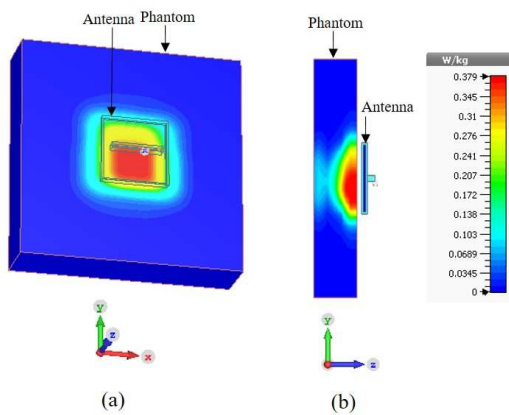 Antenna
Phantom
y
z
x
(a)
Phantom
Antenna
y
z
(b)
W/kg
0.379
0.345
0.31
0.276
0.241
0.207
0.172
0.138
0.103
0.0689
0.0345
0